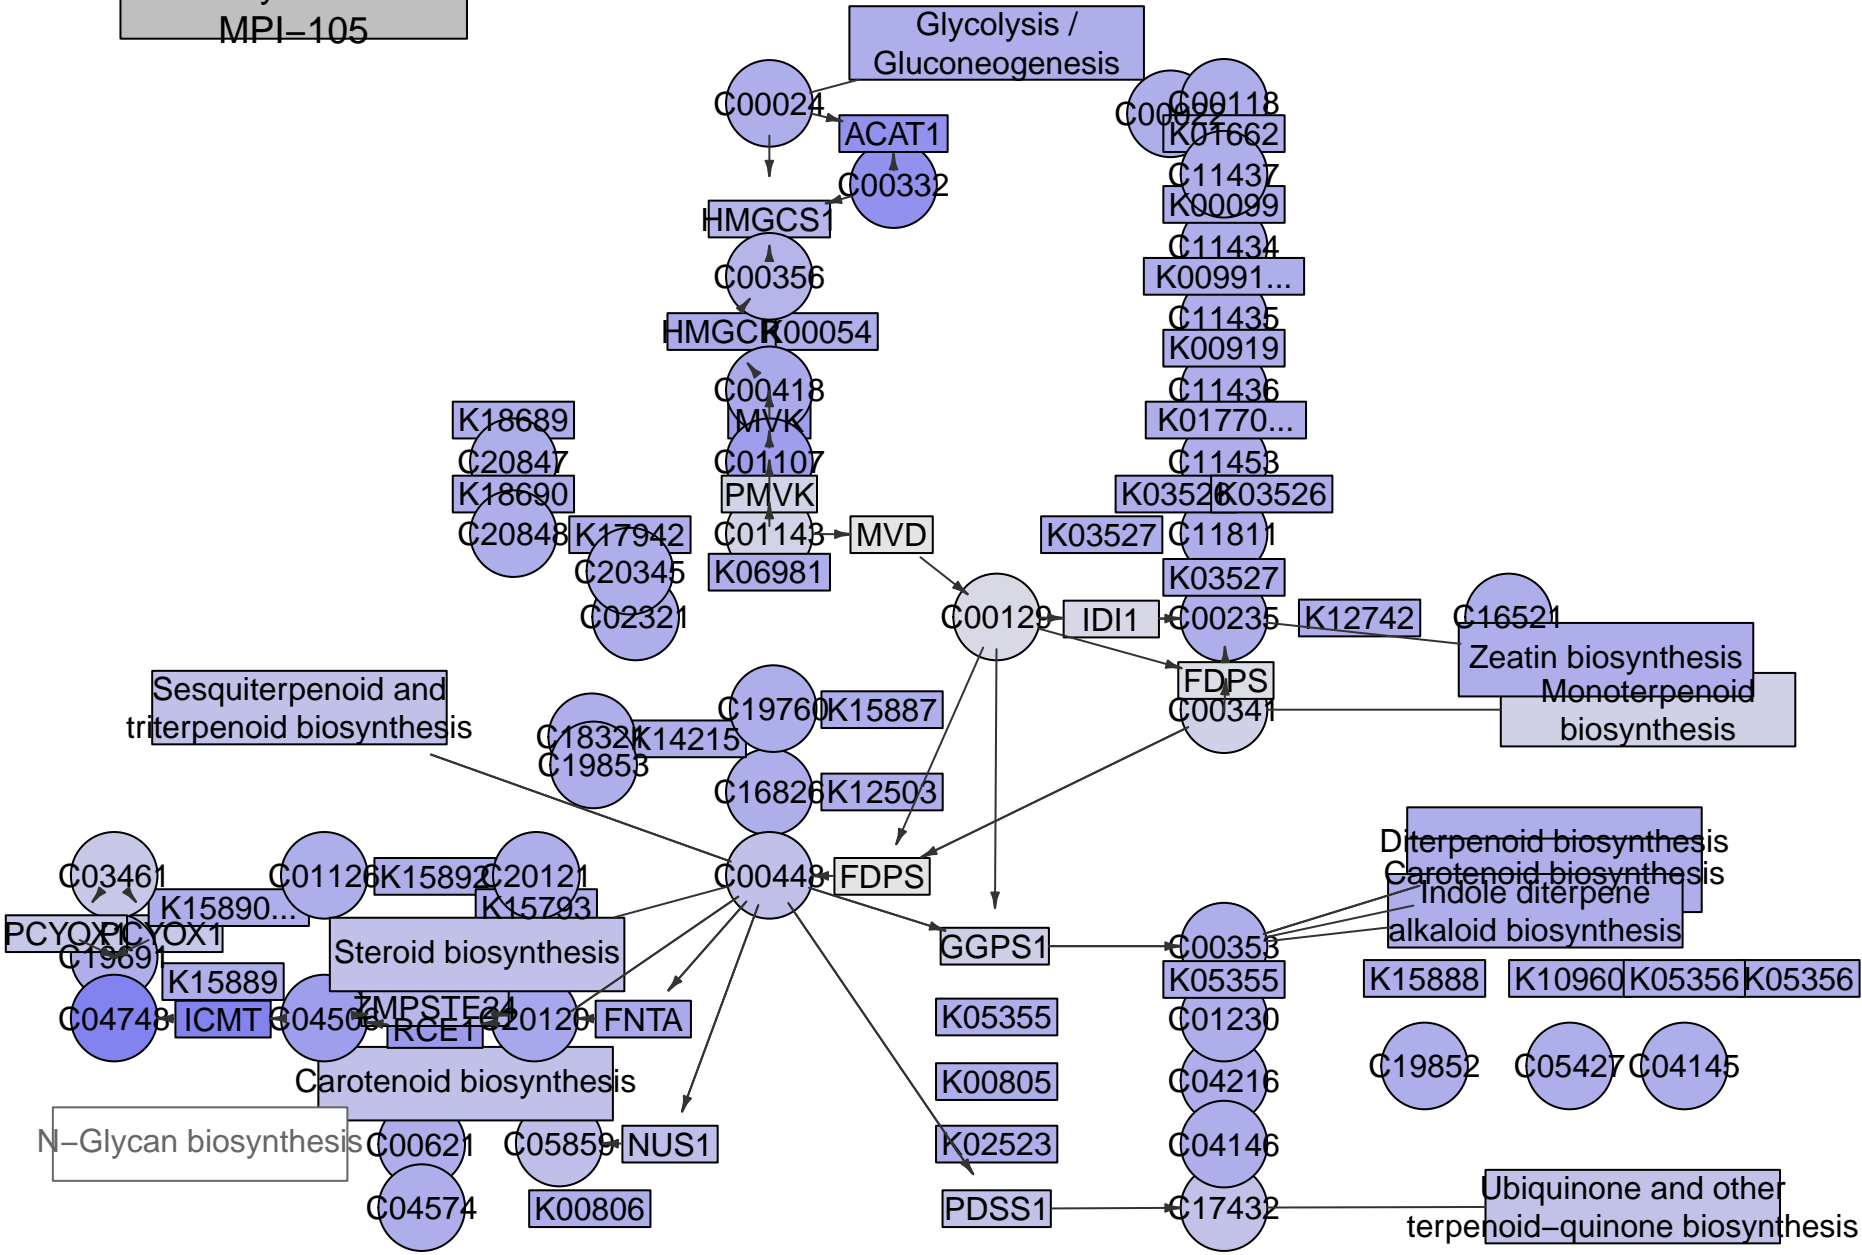 MPI−105
Glycolysis /
Gluconeogenesis
C00024
C00022
C00118
ACAT1
K01662
C00332
C11437
K00099
HMGCS1
C11434
C00356
K00991...
C11435
HMGCR
K00054
K00919
C00418
C11436
K18689
MVK
K01770...
C20847
C01107
C11453
K18690
PMVK
K03526
K03526
C20848
K17942
C01143
MVD
K03527
C11811
C20345
K06981
K03527
C02321
C00129
IDI1
C00235
K12742
C16521
Zeatin biosynthesis
FDPS
Sesquiterpenoid and
triterpenoid biosynthesis
Monoterpenoid
biosynthesis
C19760
K15887
C00341
C18321
K14215
C19853
C16826
K12503
Diterpenoid biosynthesis
Carotenoid biosynthesis
Indole diterpene
alkaloid biosynthesis
C03461
C01126
K15892
C20121
C00448
FDPS
K15890...
K15793
PCYOX1
PCYOX1
C19691
Steroid biosynthesis
GGPS1
C00353
K15889
K05355
K15888
K10960
K05356
K05356
C04748
ICMT
C04506
ZMPSTE24
RCE1
C20120
FNTA
K05355
C01230
C19852
C05427
C04145
Carotenoid biosynthesis
K00805
C04216
N−Glycan biosynthesis
C00621
C05859
NUS1
K02523
C04146
C04574
K00806
PDSS1
C17432
Ubiquinone and other
terpenoid−quinone biosynthesis